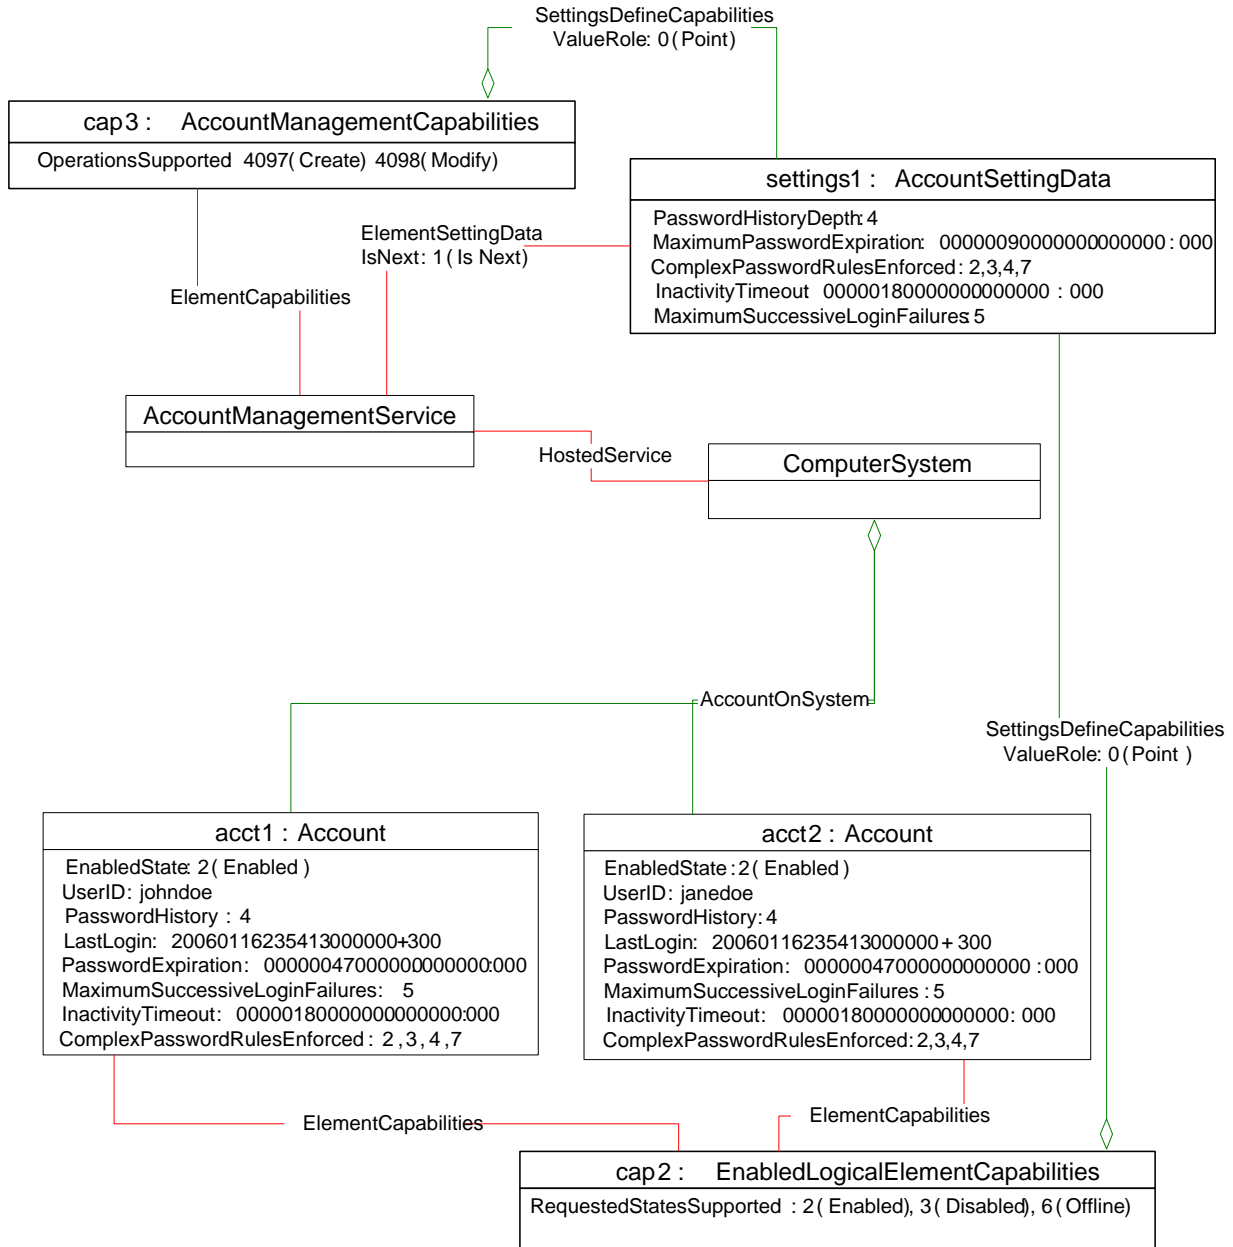 SettingsDefineCapabilities
ValueRole: 0(Point)
cap3 : AccountManagementCapabilities
OperationsSupported 4097(Create) 4098(Modify)
settings1 : AccountSettingData
PasswordHistoryDepth: 4
MaximumPasswordExpiration: 00000090000000000000 : 000
ComplexPasswordRulesEnforced : 2,3,4,7
InactivityTimeout 00000180000000000000 : 000
MaximumSuccessiveLoginFailures: 5
ElementSettingData
IsNext: 1( Is Next)
ElementCapabilities
AccountManagementService
HostedService
ComputerSystem
AccountOnSystem
SettingsDefineCapabilities
ValueRole: 0(Point )
acct1 : Account
EnabledState: 2( Enabled )
UserID: johndoe
PasswordHistory : 4
LastLogin: 20060116235413000000+300
PasswordExpiration: 00000047000000000000:000
MaximumSuccessiveLoginFailures: 5
InactivityTimeout: 00000180000000000000:000
ComplexPasswordRulesEnforced : 2 , 3 , 4 ,7
acct2 : Account
EnabledState : 2( Enabled )
UserID: janedoe
PasswordHistory: 4
LastLogin: 20060116235413000000 + 300
PasswordExpiration: 00000047000000000000 :000
MaximumSuccessiveLoginFailures : 5
InactivityTimeout: 00000180000000000000: 000
ComplexPasswordRulesEnforced: 2,3,4,7
ElementCapabilities
ElementCapabilities
cap2 : EnabledLogicalElementCapabilities
RequestedStatesSupported : 2( Enabled), 3( Disabled), 6( Offline)